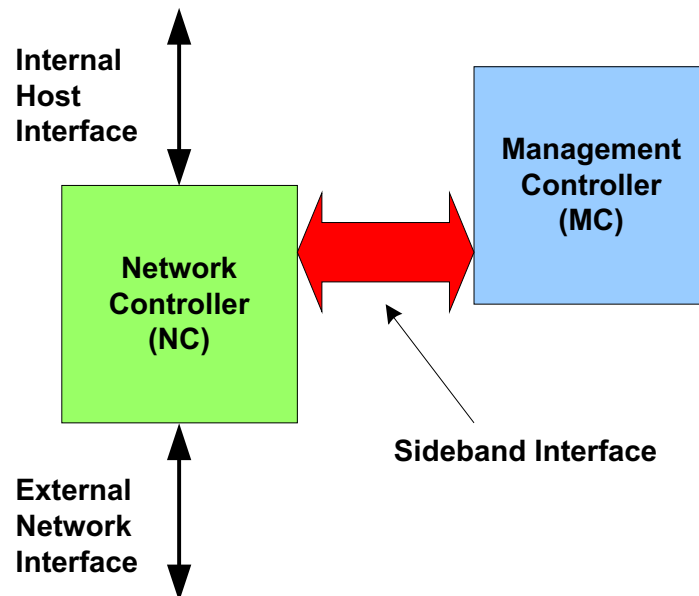 Internal
Host
Interface
Management
Controller
(MC)
Network
Controller
(NC)
Sideband Interface
External
Network
Interface